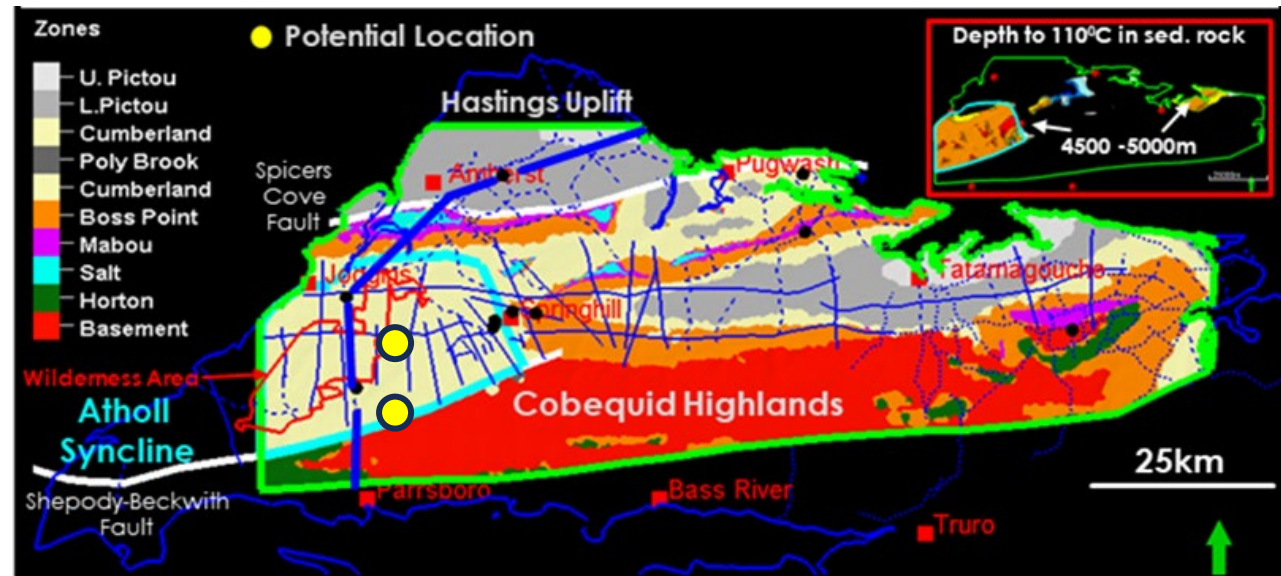 Zones
U. Pictou
L.Pictou
Cumberland
Poly Brook
Cumberland
Boss Point
Mabou
Salt
Horton
Basement
Potential Location
Hastings Uplift
Spicers
Cove
Fault
Amherst
Pugwash
Joggins
Springhill
Tatamagouche
Wilderness Area
Atholl
Syncline
Cobequid Highlands
Shepody-Beckwith
Fault
Parrsboro
Bass River
Truro
25km
Depth to 110⁰C in sed. rock
4500 -5000m